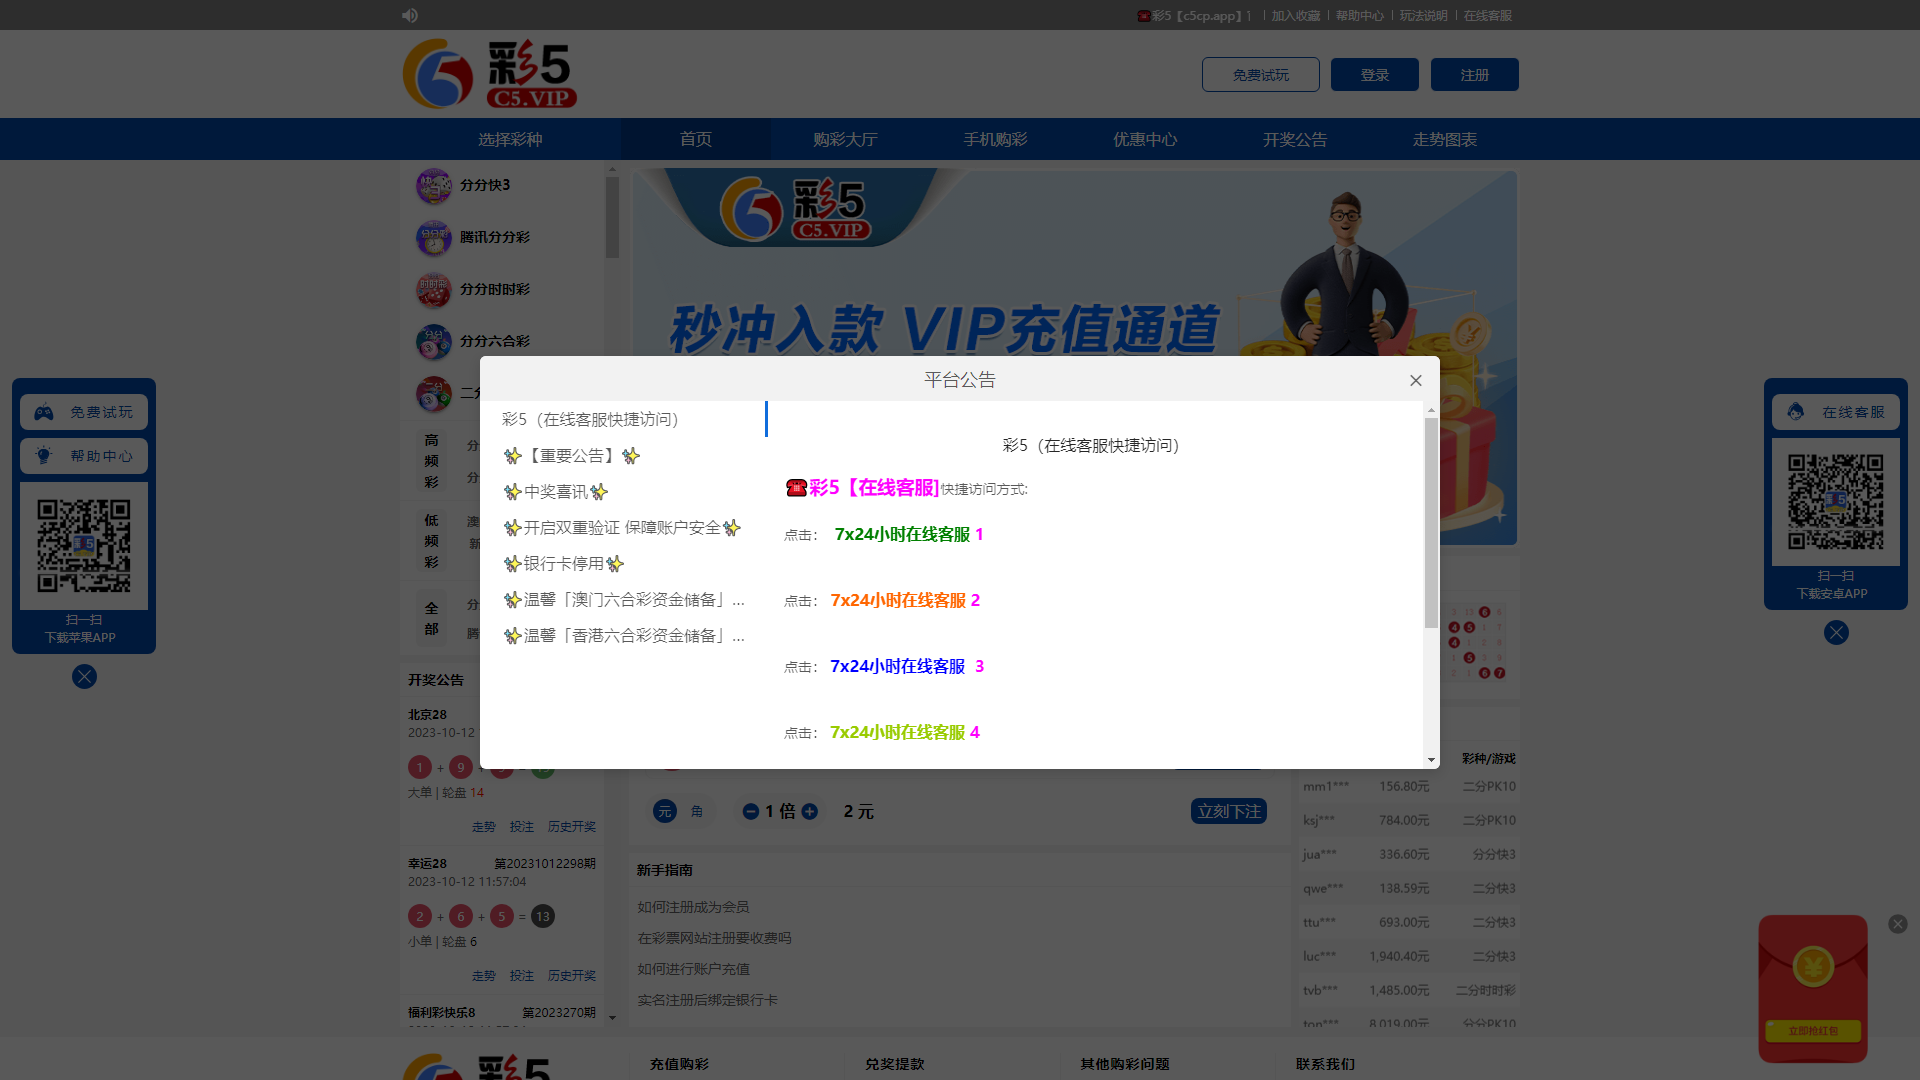 彩5【c5cp.app】
加入收藏
帮助中心
玩法说明
在线客服
彩5
C5.VIP
免费试玩
登录
注册
选择彩种
首页
购彩大厅
手机购彩
优惠中心
开奖公告
走势图表
分分快3
腾讯分分彩
分分时时彩
分分六合彩
彩5
C5.VIP
秒冲入款 VIP充值通道
免费试玩
帮助中心
扫一扫
下载苹果APP
在线客服
扫一扫
下载安卓APP
高
频
彩
低
频
彩
全
部
平台公告
彩5（在线客服快捷访问）
✨【重要公告】✨
✨中奖喜讯✨
✨开启双重验证 保障账户安全✨
✨银行卡停用✨
✨温馨「澳门六合彩资金储备」...
✨温馨「香港六合彩资金储备」...
彩5（在线客服快捷访问）
☎️彩5【在线客服]快捷访问方式:
点击： 7x24小时在线客服 1
点击： 7x24小时在线客服 2
点击： 7x24小时在线客服 3
点击： 7x24小时在线客服 4
开奖公告
北京28
2023-10-12
1 + 9 +
大单 | 轮盘 14
走势 投注 历史开奖
幸运28 第20231012298期
2023-10-12 11:57:04
2 + 6 + 5 = 13
小单 | 轮盘 6
走势 投注 历史开奖
福利彩快乐8 第2023270期
元 角
1 倍
2 元
立刻下注
新手指南
如何注册成为会员
在彩票网站注册要收费吗
如何进行账户充值
实名注册后绑定银行卡
彩种/游戏
mm1*** 156.80元 二分PK10
ksj*** 784.00元 二分PK10
jua*** 336.60元 分分快3
qwe*** 138.59元 二分快3
ttu*** 693.00元 二分快3
luc*** 1,940.40元 二分快3
tvb*** 1,485.00元 二分时时彩
ton*** 8,019.00元 分分PK10
立即抢红包
彩5
充值购彩
兑奖提款
其他购彩问题
联系我们